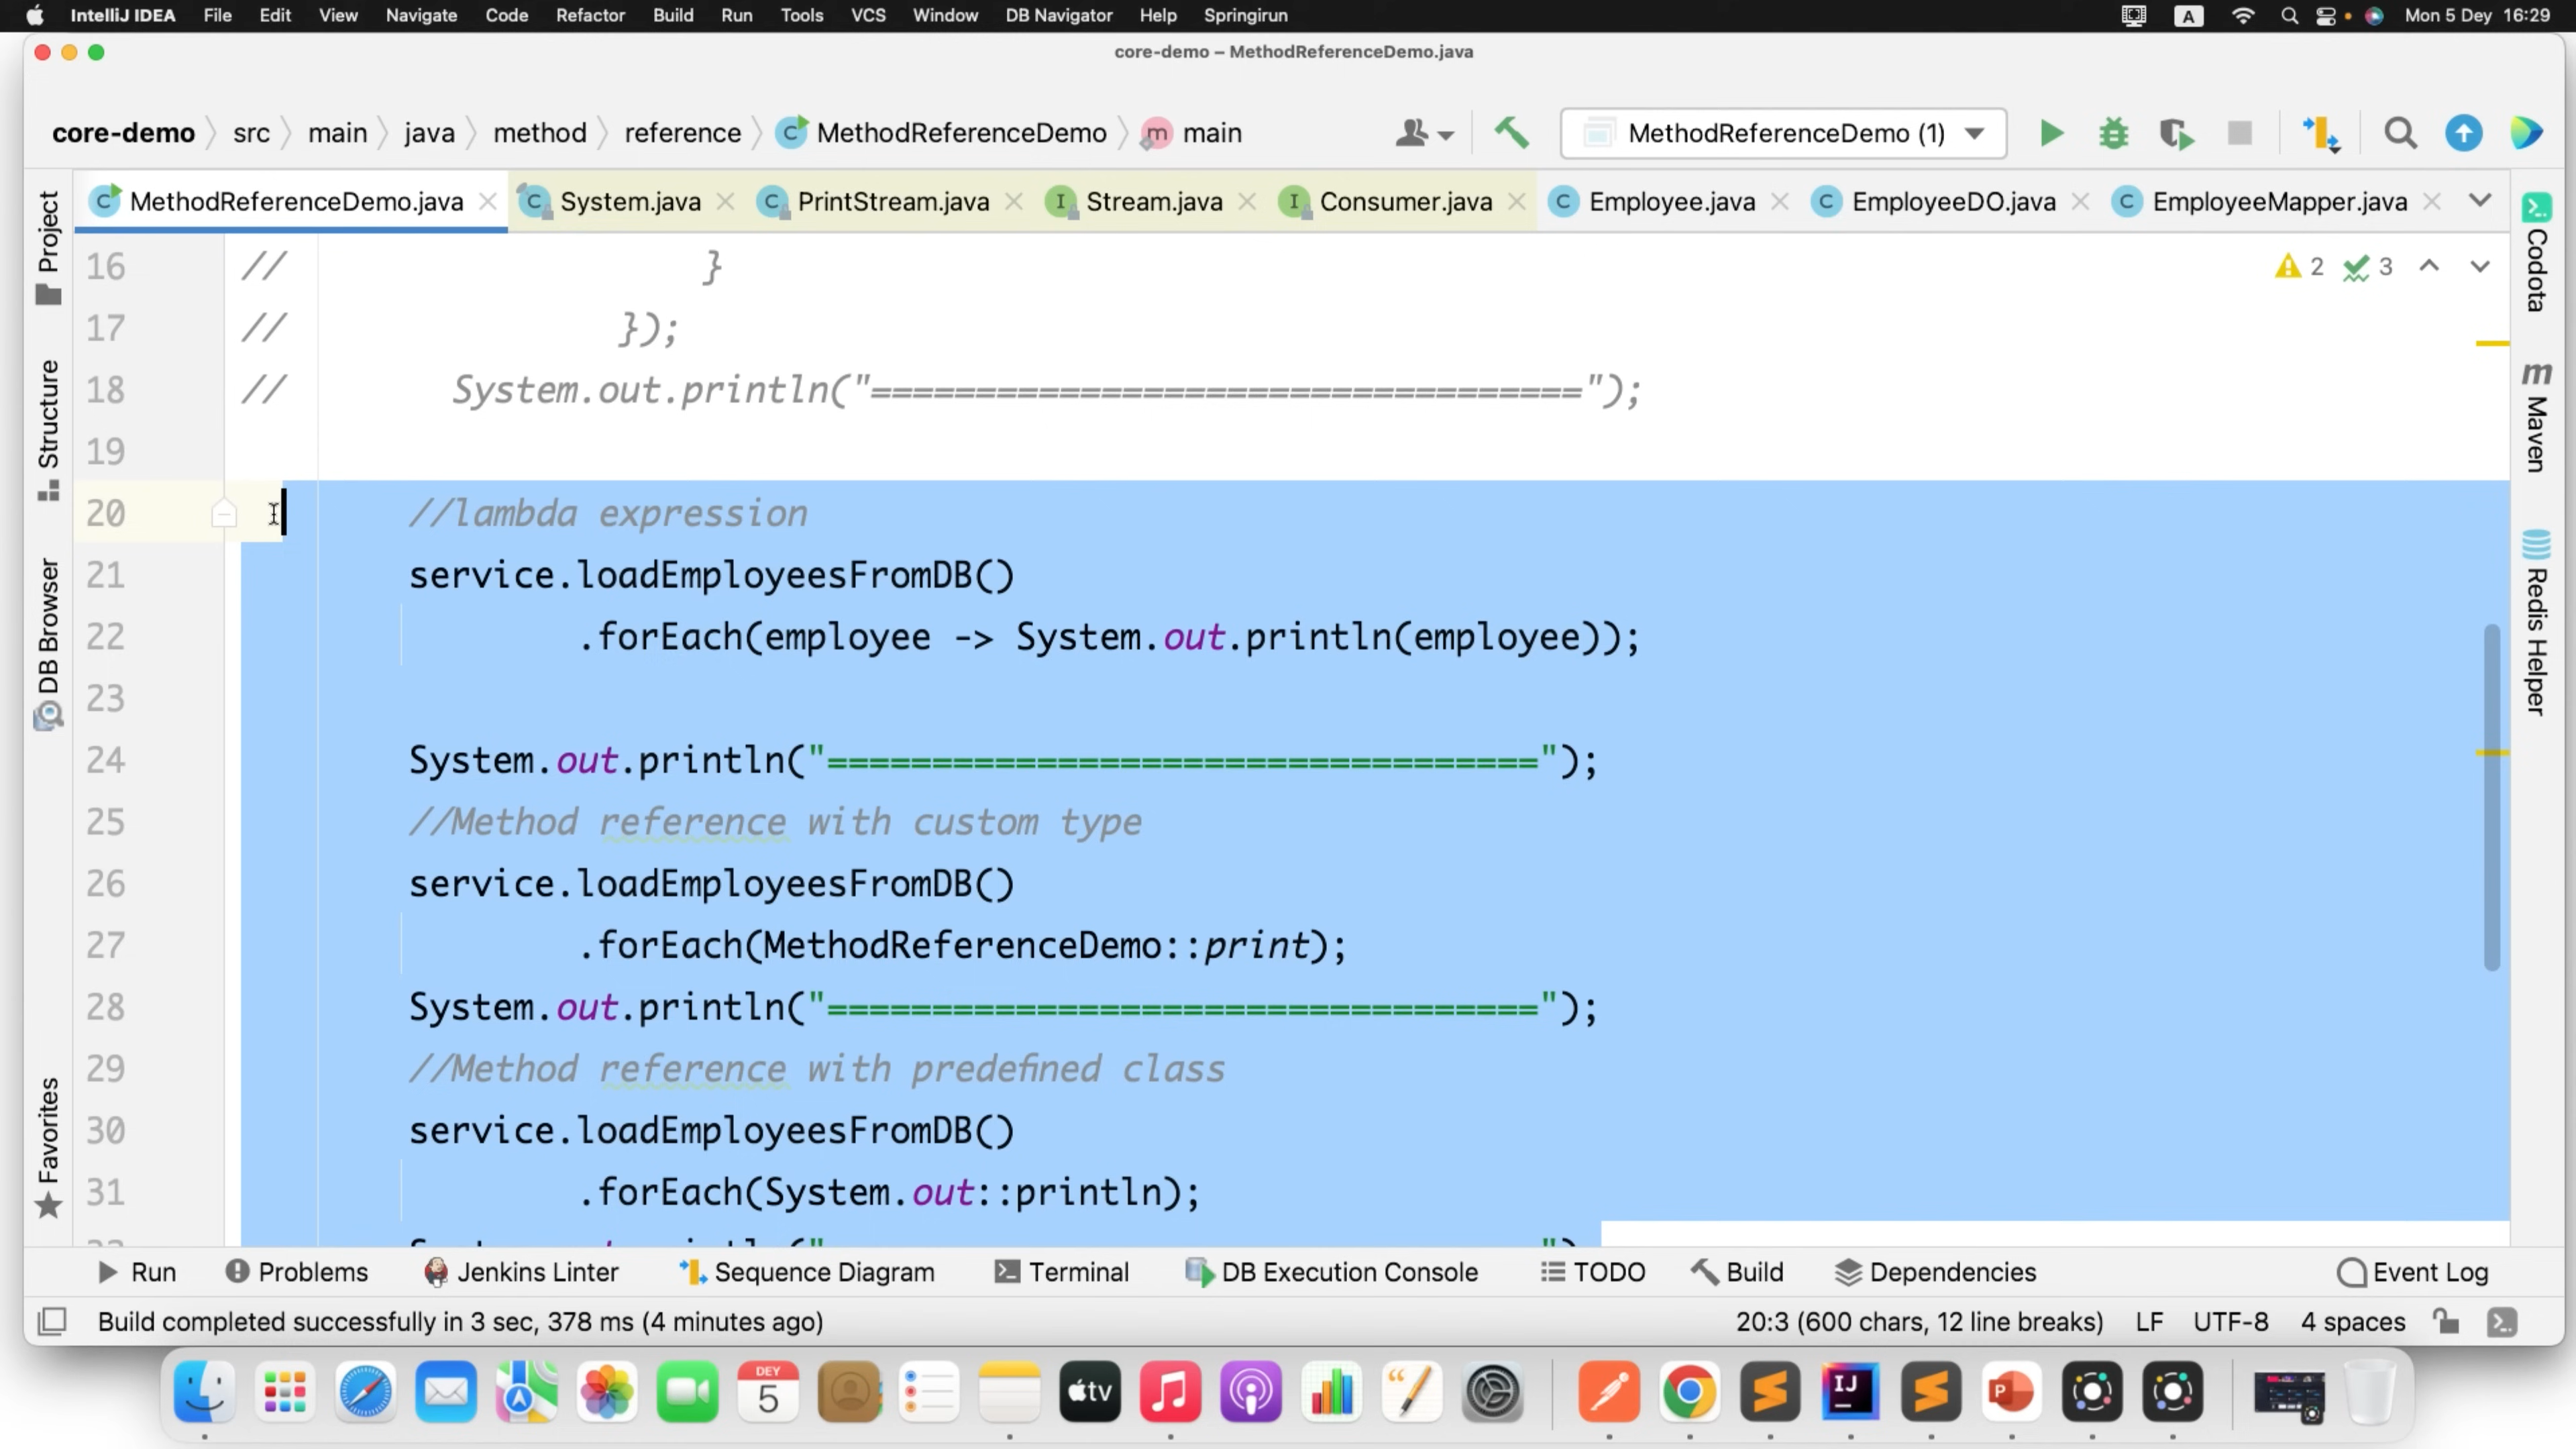 IntelliJ IDEA File Edit View Navigate Code Refactor Build Run Tools VCS Window DB Navigator Help Springirun A Mon 5 Dey 16:29
core-demo – MethodReferenceDemo.java
core-demo src main java method reference C MethodReferenceDemo m main MethodReferenceDemo (1)
C MethodReferenceDemo.java C System.java C PrintStream.java I Stream.java I Consumer.java C Employee.java C EmployeeDO.java C EmployeeMapper.java
Project
Structure
DB Browser
Favorites
16 // }
2 3
17 // });
18 // System.out.println("==================================");
19
20 //lambda expression
21 service.loadEmployeesFromDB()
22 .forEach(employee -> System.out.println(employee));
23
24 System.out.println("==================================");
25 //Method reference with custom type
26 service.loadEmployeesFromDB()
27 .forEach(MethodReferenceDemo::print);
28 System.out.println("==================================");
29 //Method reference with predefined class
30 service.loadEmployeesFromDB()
31 .forEach(System.out::println);
Codota
m Maven
Redis Helper
Run Problems Jenkins Linter Sequence Diagram Terminal DB Execution Console TODO Build Dependencies Event Log
Build completed successfully in 3 sec, 378 ms (4 minutes ago) 20:3 (600 chars, 12 line breaks) LF UTF-8 4 spaces
DEY
5
tv
IJ
P